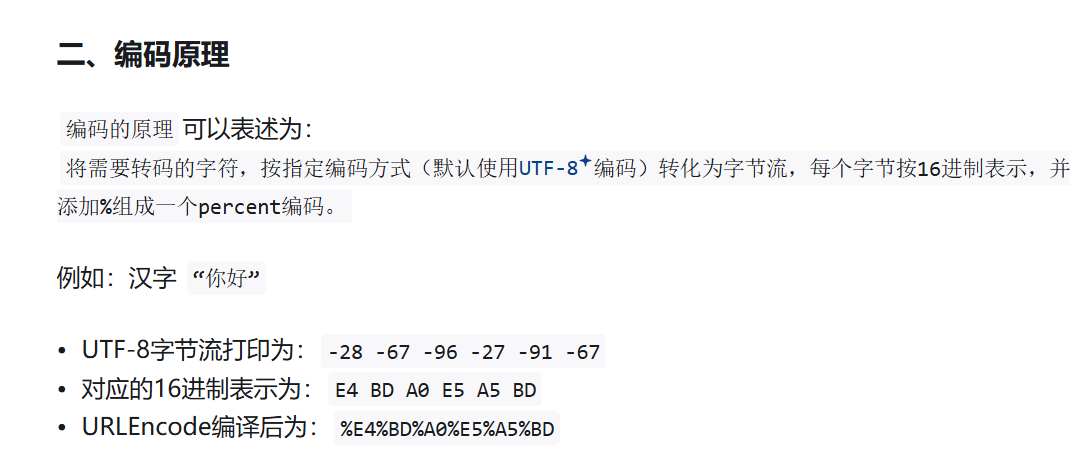 二、编码原理
编码的原理 可以表述为：
将需要转码的字符，按指定编码方式（默认使用UTF-8编码）转化为字节流，每个字节按16进制表示，并
添加%组成一个percent编码。
例如：汉字 “你好”
• UTF-8字节流打印为： -28 -67 -96 -27 -91 -67
• 对应的16进制表示为： E4 BD A0 E5 A5 BD
• URLEncode编译后为： %E4%BD%A0%E5%A5%BD